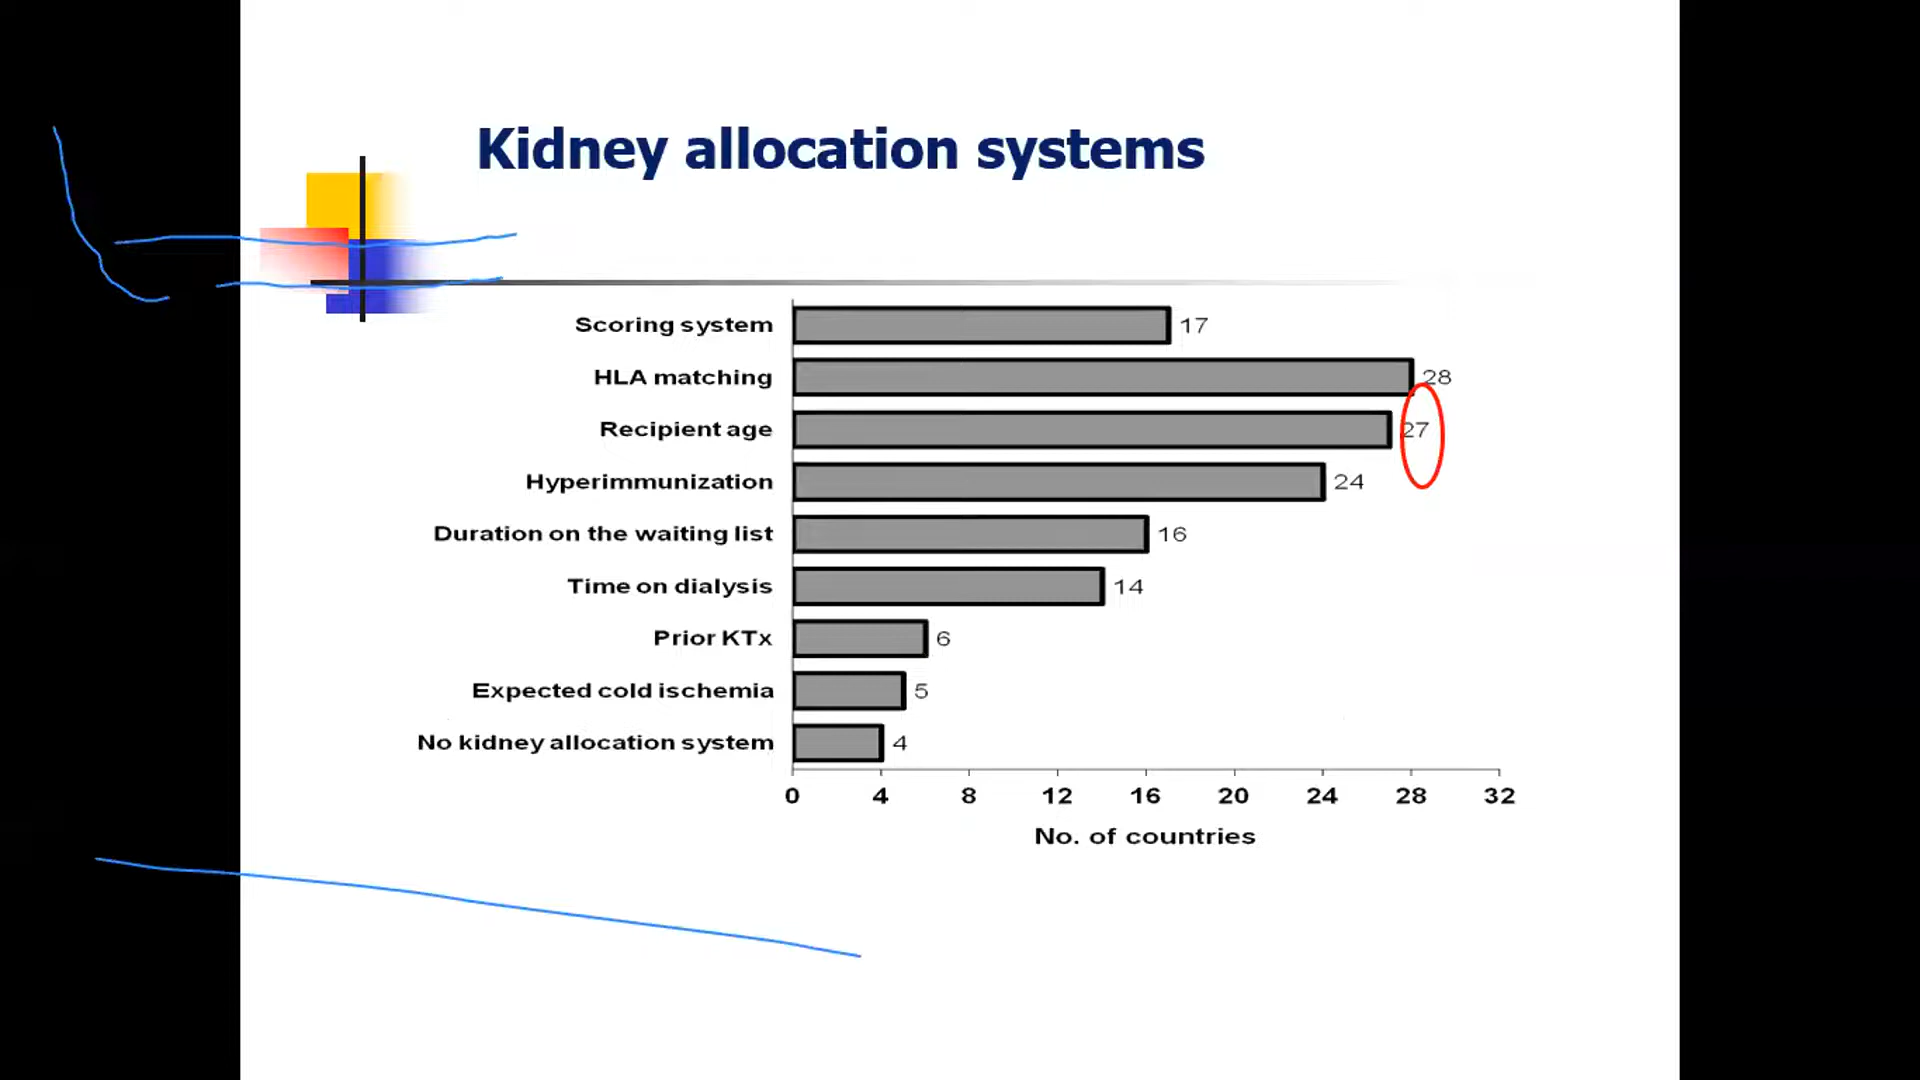 Kidney allocation systems
Scoring system 17
HLA matching 28
Recipient age 27
Hyperimmunization 24
Duration on the waiting list 16
Time on dialysis 14
Prior KTx 6
Expected cold ischemia 5
No kidney allocation system 4
0 4 8 12 16 20 24 28 32
No. of countries